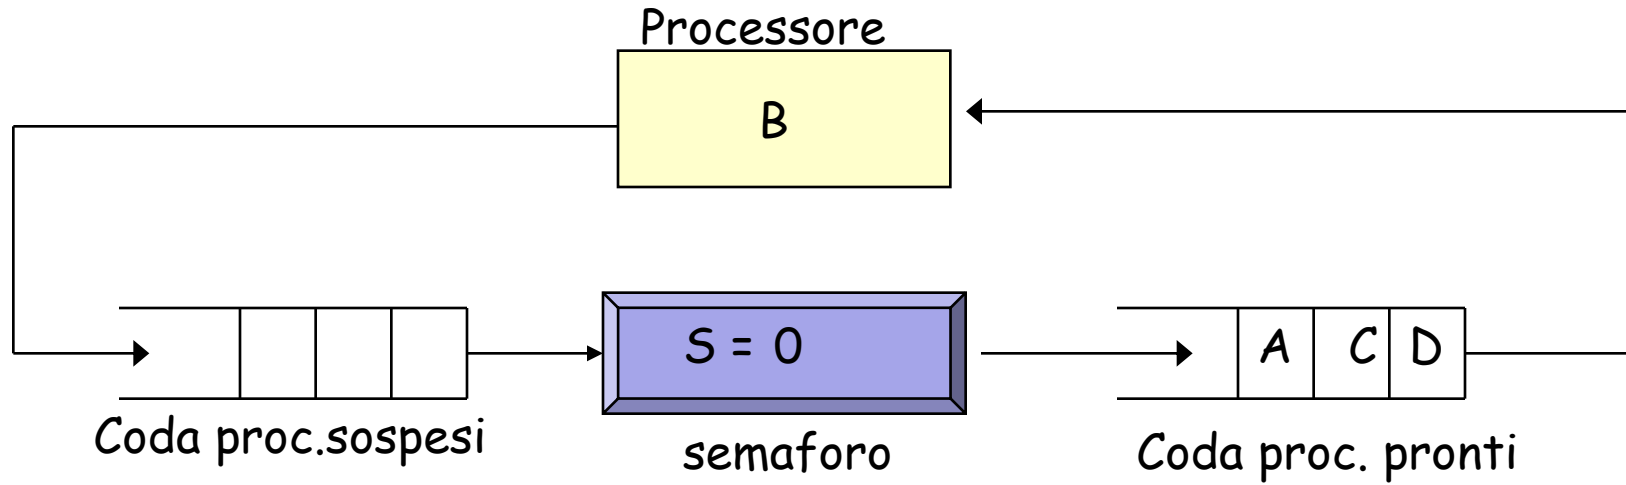 Processore
B
S = 0
A C D
Coda proc.sospesi
semaforo
Coda proc. pronti